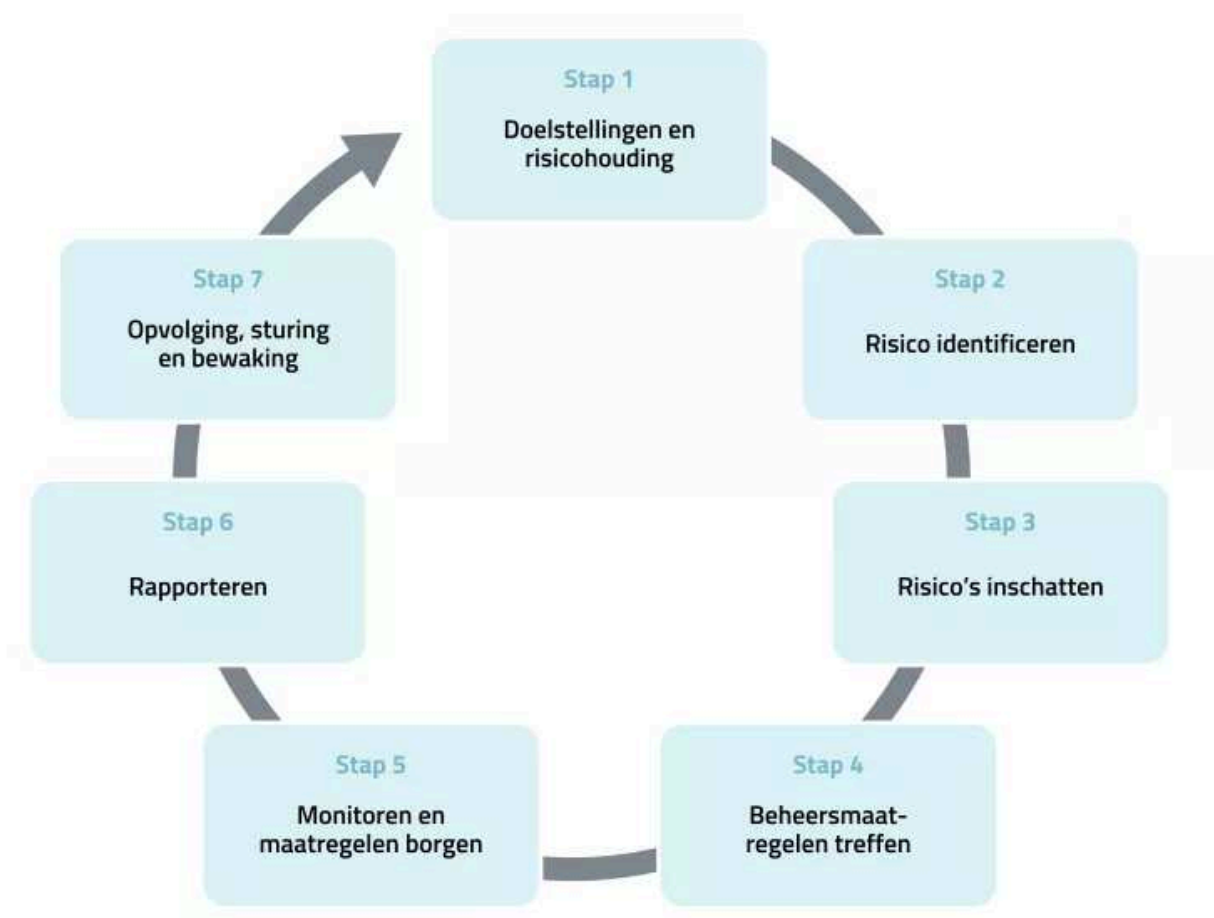 Stap 1
Doelstellingen en
risicohouding
Stap 2
Risico identificeren
Stap 3
Risico's inschatten
Stap 4
Beheersmaat-
regelen treffen
Stap 5
Monitoren en
maatregelen borgen
Stap 6
Rapporteren
Stap 7
Opvolging, sturing
en bewaking